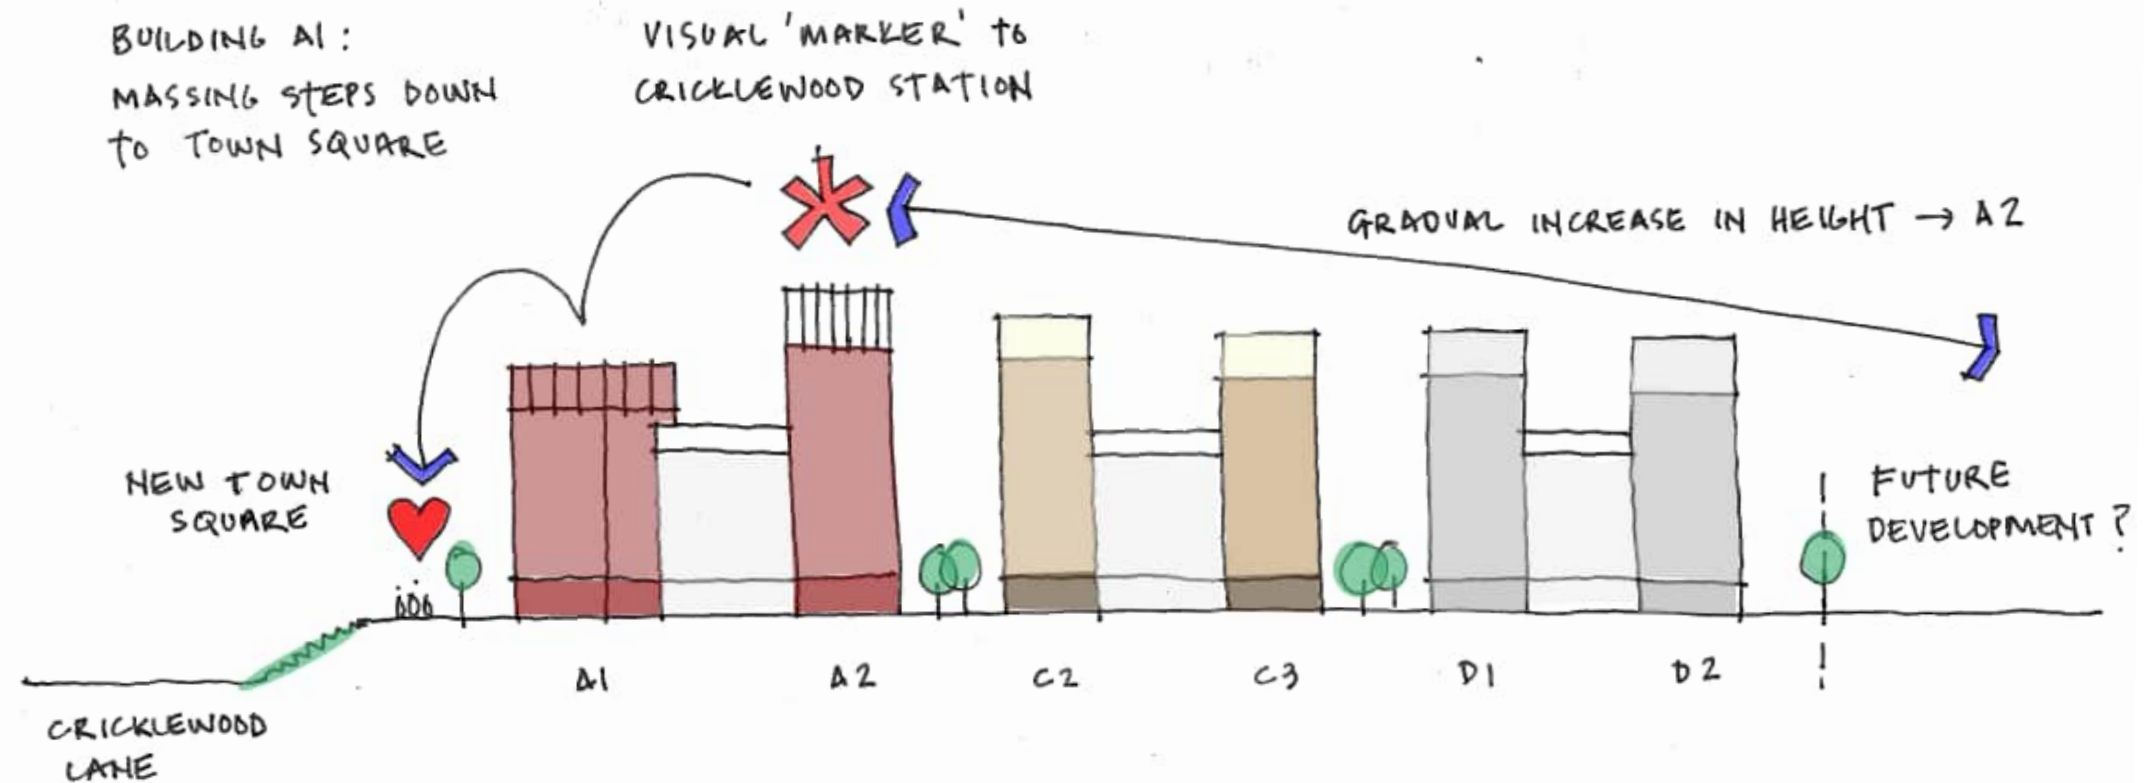 BUILDING A1:
MASSING STEPS DOWN
TO TOWN SQUARE
VISUAL 'MARKER' TO
CRICKLEWOOD STATION
GRADUAL INCREASE IN HEIGHT → A2
NEW TOWN
SQUARE
FUTURE
DEVELOPMENT?
A1
A2
C2
C3
D1
D2
CRICKLEWOOD
LANE